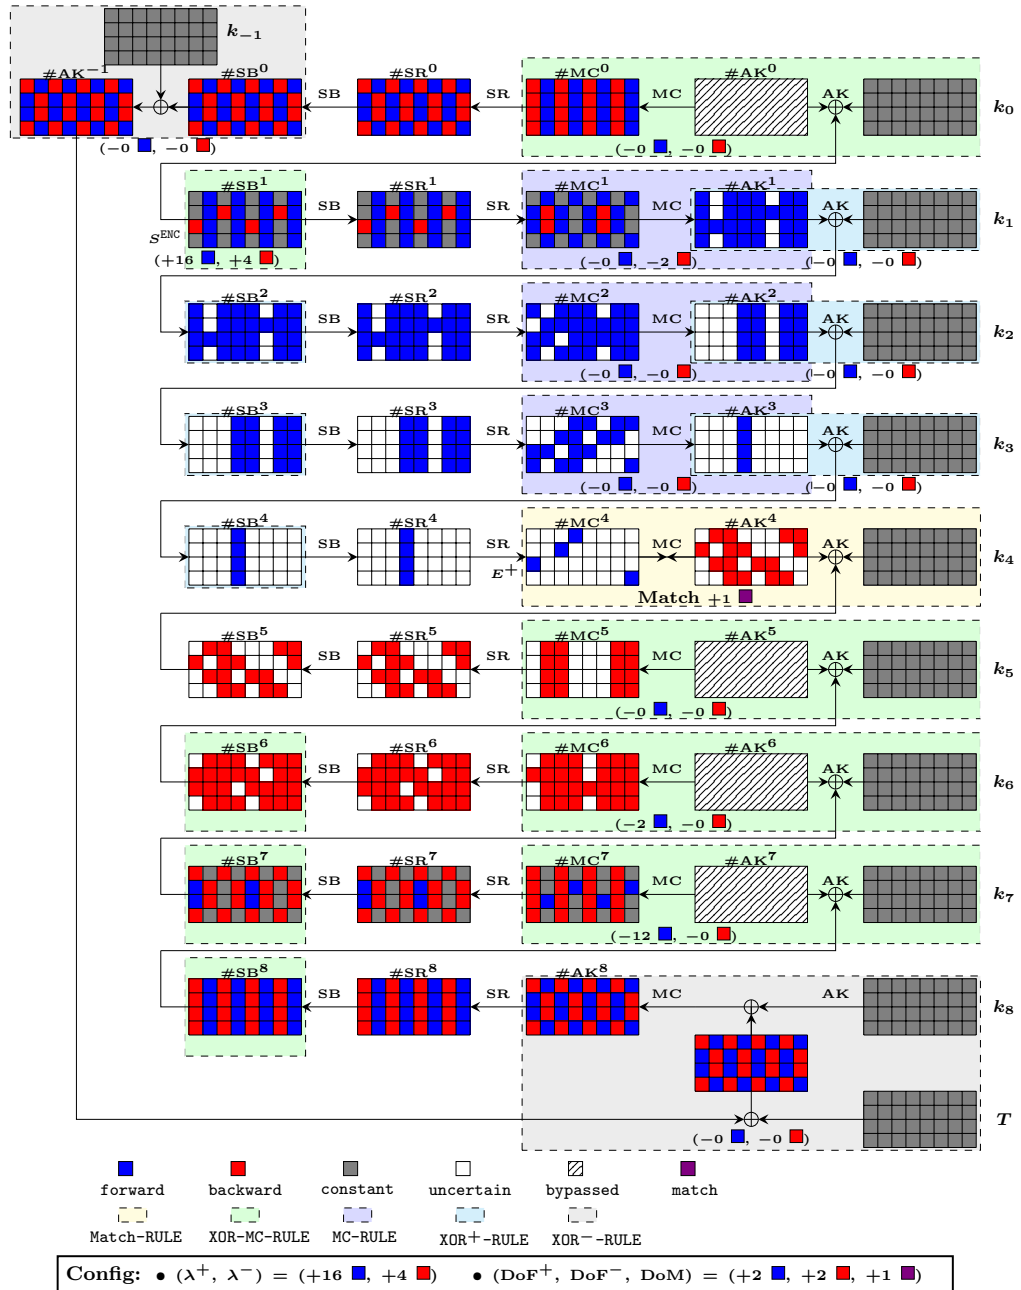 k−1
#AK−1 #SB0 #SR0 #MC0 #AK0
SB SR MC AK k0
(−0 , −0 ) (−0 , −0 )
#SB1 #SR1 #MC1 #AK1
SB SR MC AK k1
SENC
(+16 , +4 ) (−0 , −2 ) (−0 , −0 )
#SB2 #SR2 #MC2 #AK2
SB SR MC AK k2
(−0 , −0 ) (−0 , −0 )
#SB3 #SR3 #MC3 #AK3
SB SR MC AK k3
(−0 , −0 ) (−0 , −0 )
#SB4 #SR4 #MC4 #AK4
SB SR MC AK k4
E+
Match +1
#SB5 #SR5 #MC5 #AK5
SB SR MC AK k5
(−0 , −0 )
#SB6 #SR6 #MC6 #AK6
SB SR MC AK k6
(−2 , −0 )
#SB7 #SR7 #MC7 #AK7
SB SR MC AK k7
(−12 , −0 )
#SB8 #SR8 #AK8
SB SR MC AK k8
T
(−0 , −0 )
forward backward constant uncertain bypassed match
Match-RULE XOR-MC-RULE MC-RULE XOR+-RULE XOR−-RULE
Config: • (λ+, λ−) = (+16 , +4 ) • (DoF+, DoF−, DoM) = (+2 , +2 , +1 )